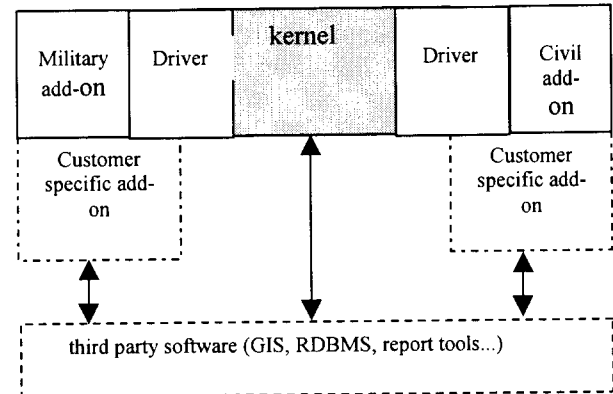 Military
add-on
Driver
kernel
Driver
Civil
add-
on
Customer
specific add-
on
Customer
specific add-
on
third party software (GIS, RDBMS, report tools...)